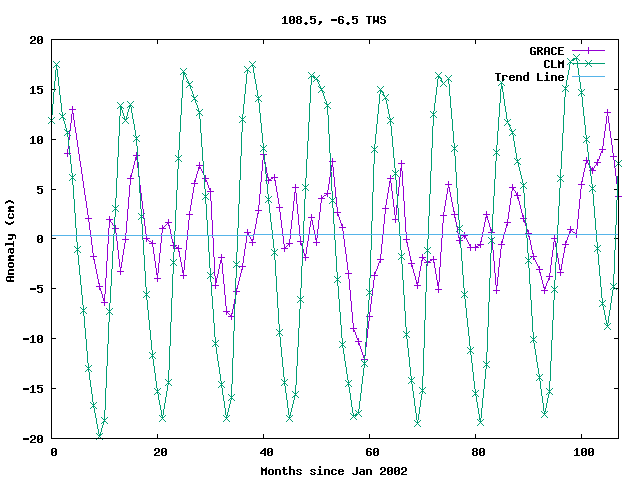 108.5, -6.5 TWS
GRACE
CLM
Trend Line
20
15
10
5
0
-5
-10
-15
-20
Anomaly (cm)
0 20 40 60 80 100
Months since Jan 2002